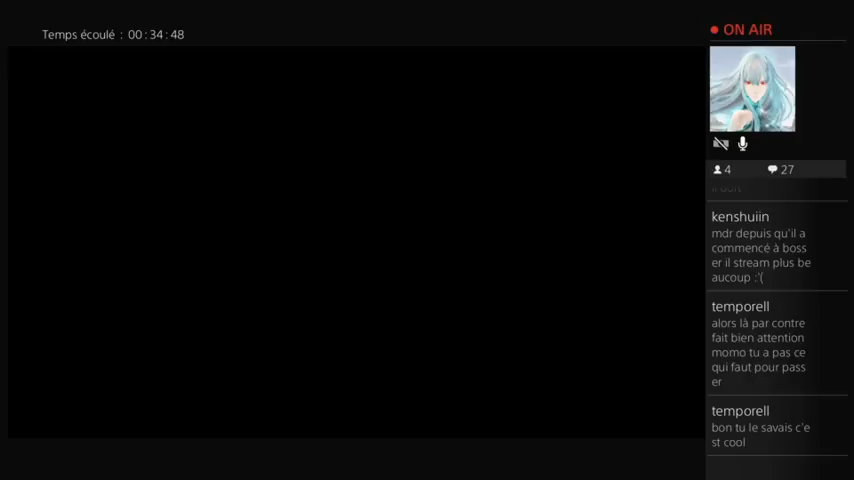 Temps écoulé : 00:34:48
ON AIR
4
27
kenshuiin
mdr depuis qu'il a
commencé à boss
er il stream plus be
aucoup :'(
temporell
alors là par contre
fait bien attention
momo tu a pas ce
qui faut pour pass
er
temporell
bon tu le savais c'e
st cool